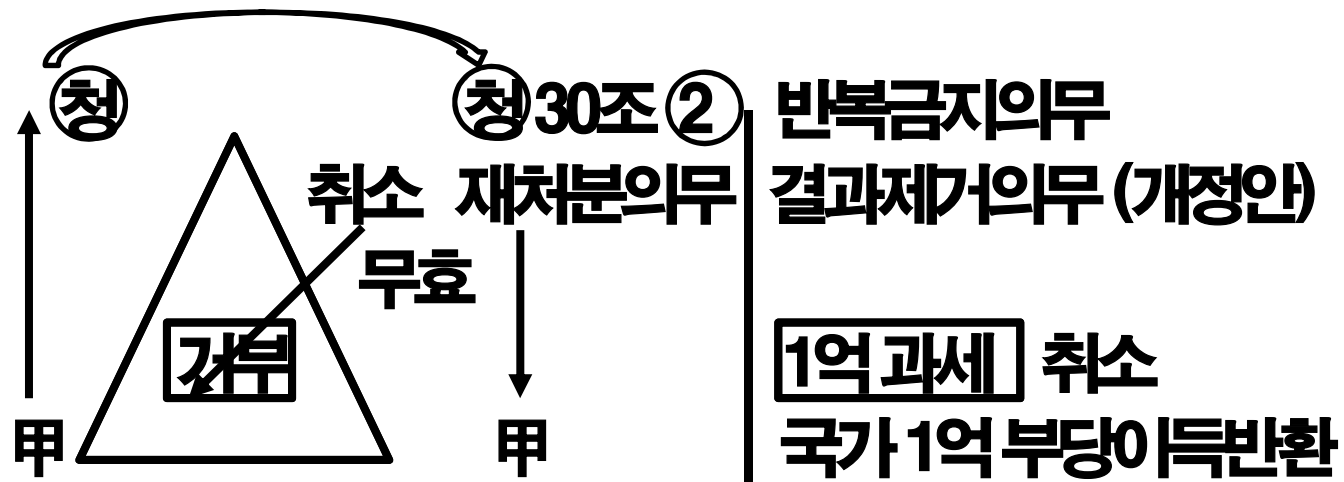 청 청 30조 ② 반복금지의무
취소 재처분의무 결과제거의무 (개정안)
무효
거부 1억 과세 취소
甲 甲 국가 1억 부당이득반환